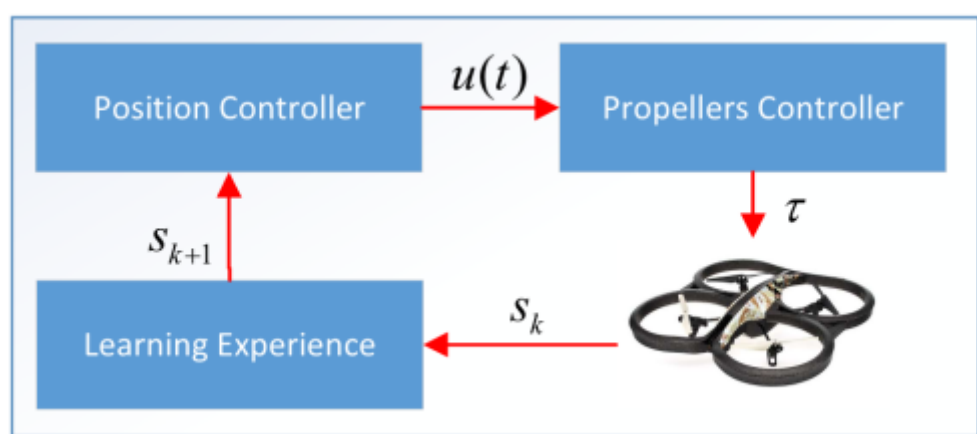 Position Controller
u(t)
Propellers Controller
τ
s_{k+1}
s_k
Learning Experience